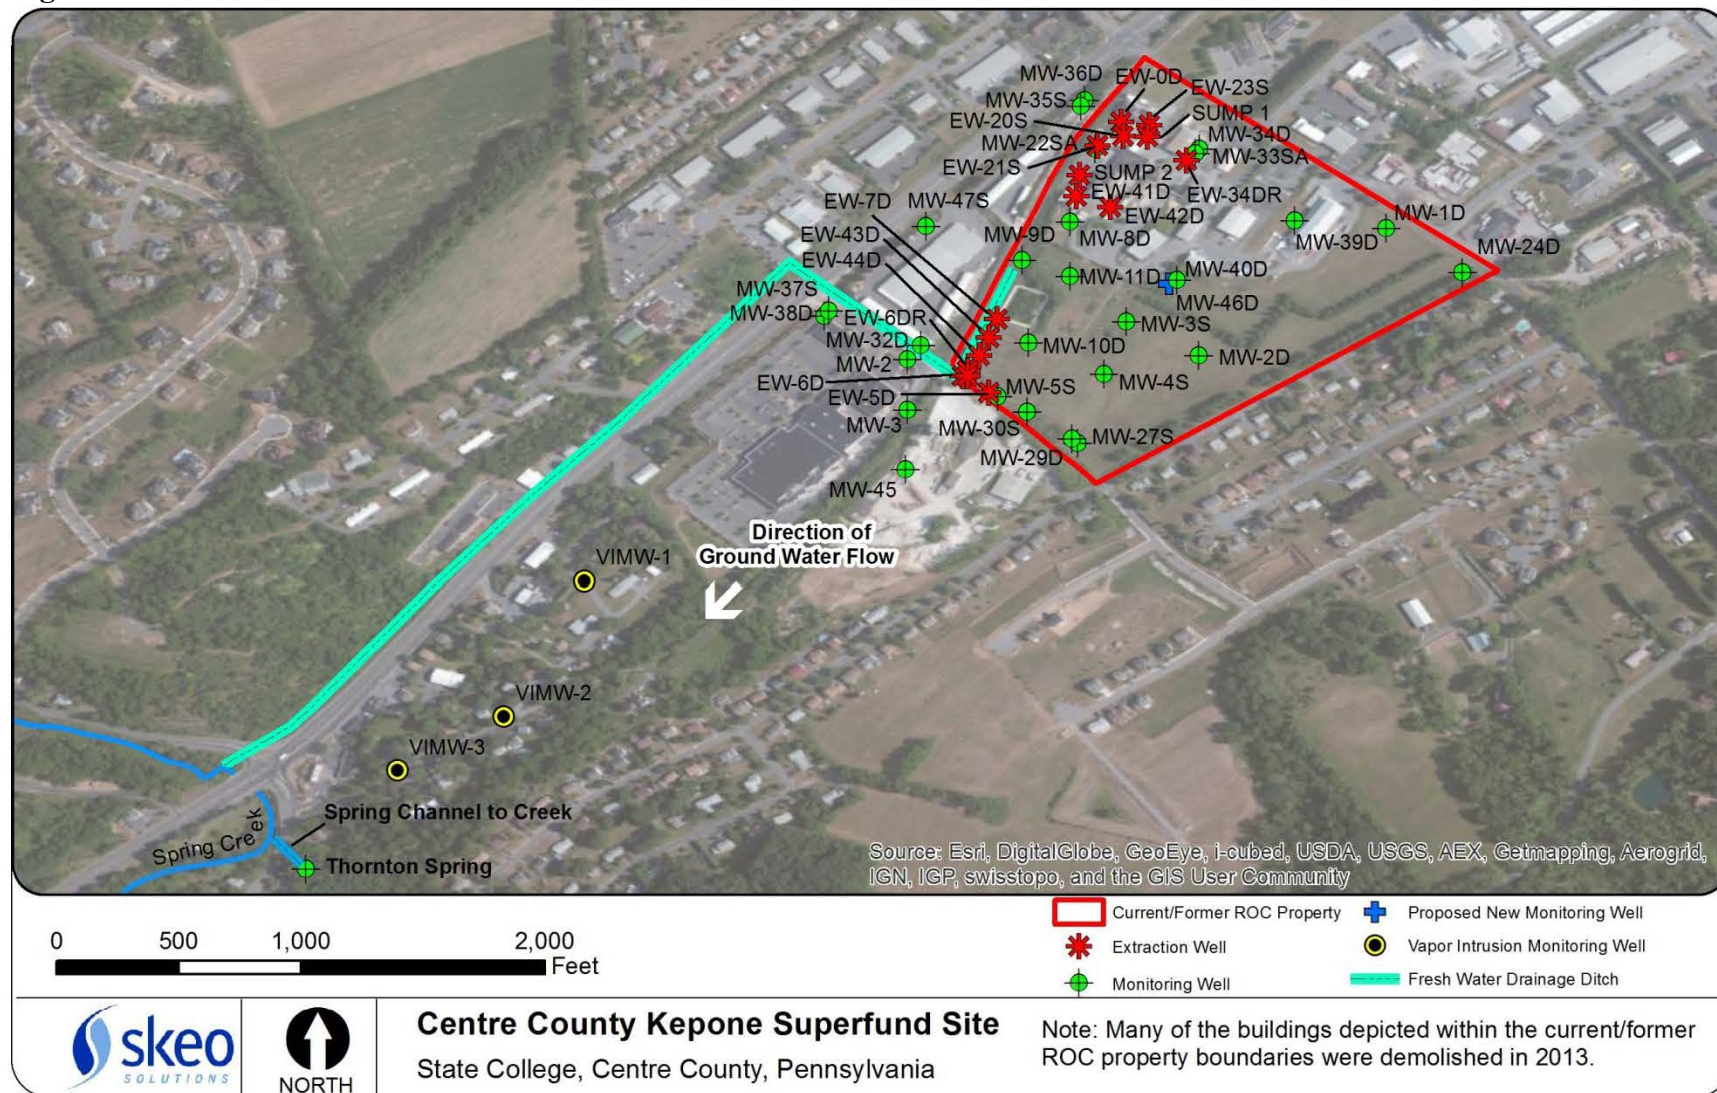 MW-36D
EW-0D
EW-23S
MW-35S
SUMP 1
EW-20S
MW-34D
MW-22SA
MW-33SA
EW-21S
SUMP 2
EW-41D
EW-34DR
EW-7D
MW-47S
EW-42D
MW-1D
EW-43D
MW-9D
MW-8D
MW-39D
MW-24D
EW-44D
MW-11D
MW-40D
MW-37S
MW-46D
MW-38D
EW-6DR
MW-3S
MW-32D
MW-10D
MW-2D
MW-2
MW-4S
EW-6D
MW-5S
EW-5D
MW-3
MW-30S
MW-27S
MW-29D
MW-45
Direction of
Ground Water Flow
VIMW-1
VIMW-2
VIMW-3
Spring Channel to Creek
Spring Creek
Thornton Spring
Source: Esri, DigitalGlobe, GeoEye, i-cubed, USDA, USGS, AEX, Getmapping, Aerogrid,
IGN, IGP, swisstopo, and the GIS User Community
0 500 1,000 2,000
Feet
Current/Former ROC Property
Proposed New Monitoring Well
Extraction Well
Vapor Intrusion Monitoring Well
Monitoring Well
Fresh Water Drainage Ditch
skeo
SOLUTIONS
NORTH
Centre County Kepone Superfund Site
State College, Centre County, Pennsylvania
Note: Many of the buildings depicted within the current/former
ROC property boundaries were demolished in 2013.